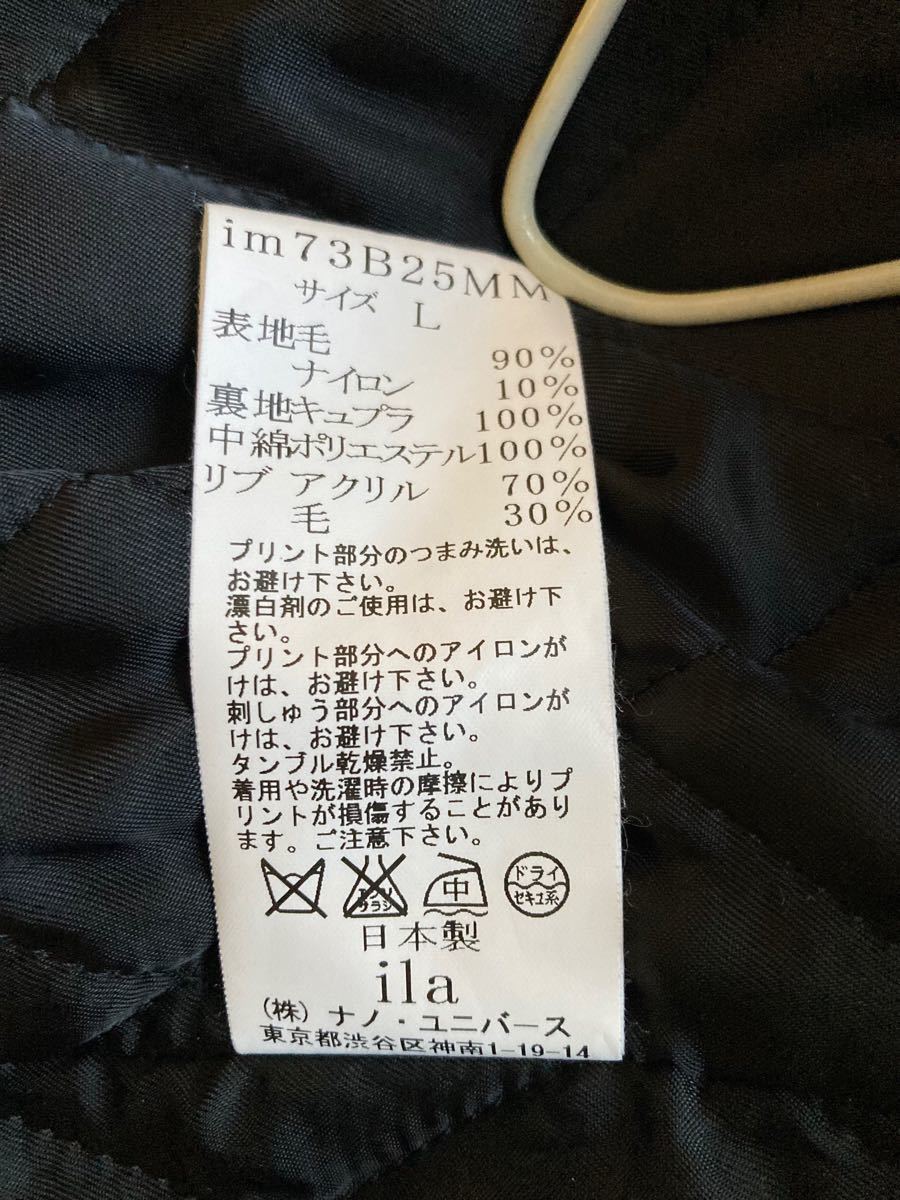 im73B25MM
サイズ L
表地毛 90%
ナイロン 10%
裏地キュプラ 100%
中綿ポリエステル100%
リブ アクリル 70%
毛 30%
プリント部分のつまみ洗いは、
お避け下さい。
漂白剤のご使用は、お避け下
さい。
プリント部分へのアイロンが
けは、お避け下さい。
刺しゅう部分へのアイロンが
けは、お避け下さい。
タンブル乾燥禁止。
着用や洗濯時の摩擦によりプ
リントが損傷することがあり
ます。ご注意下さい。
エンソ
サラシ
中
ドライ
セキユ系
日本製
ila
(株) ナノ・ユニバース
東京都渋谷区神南1-19-14